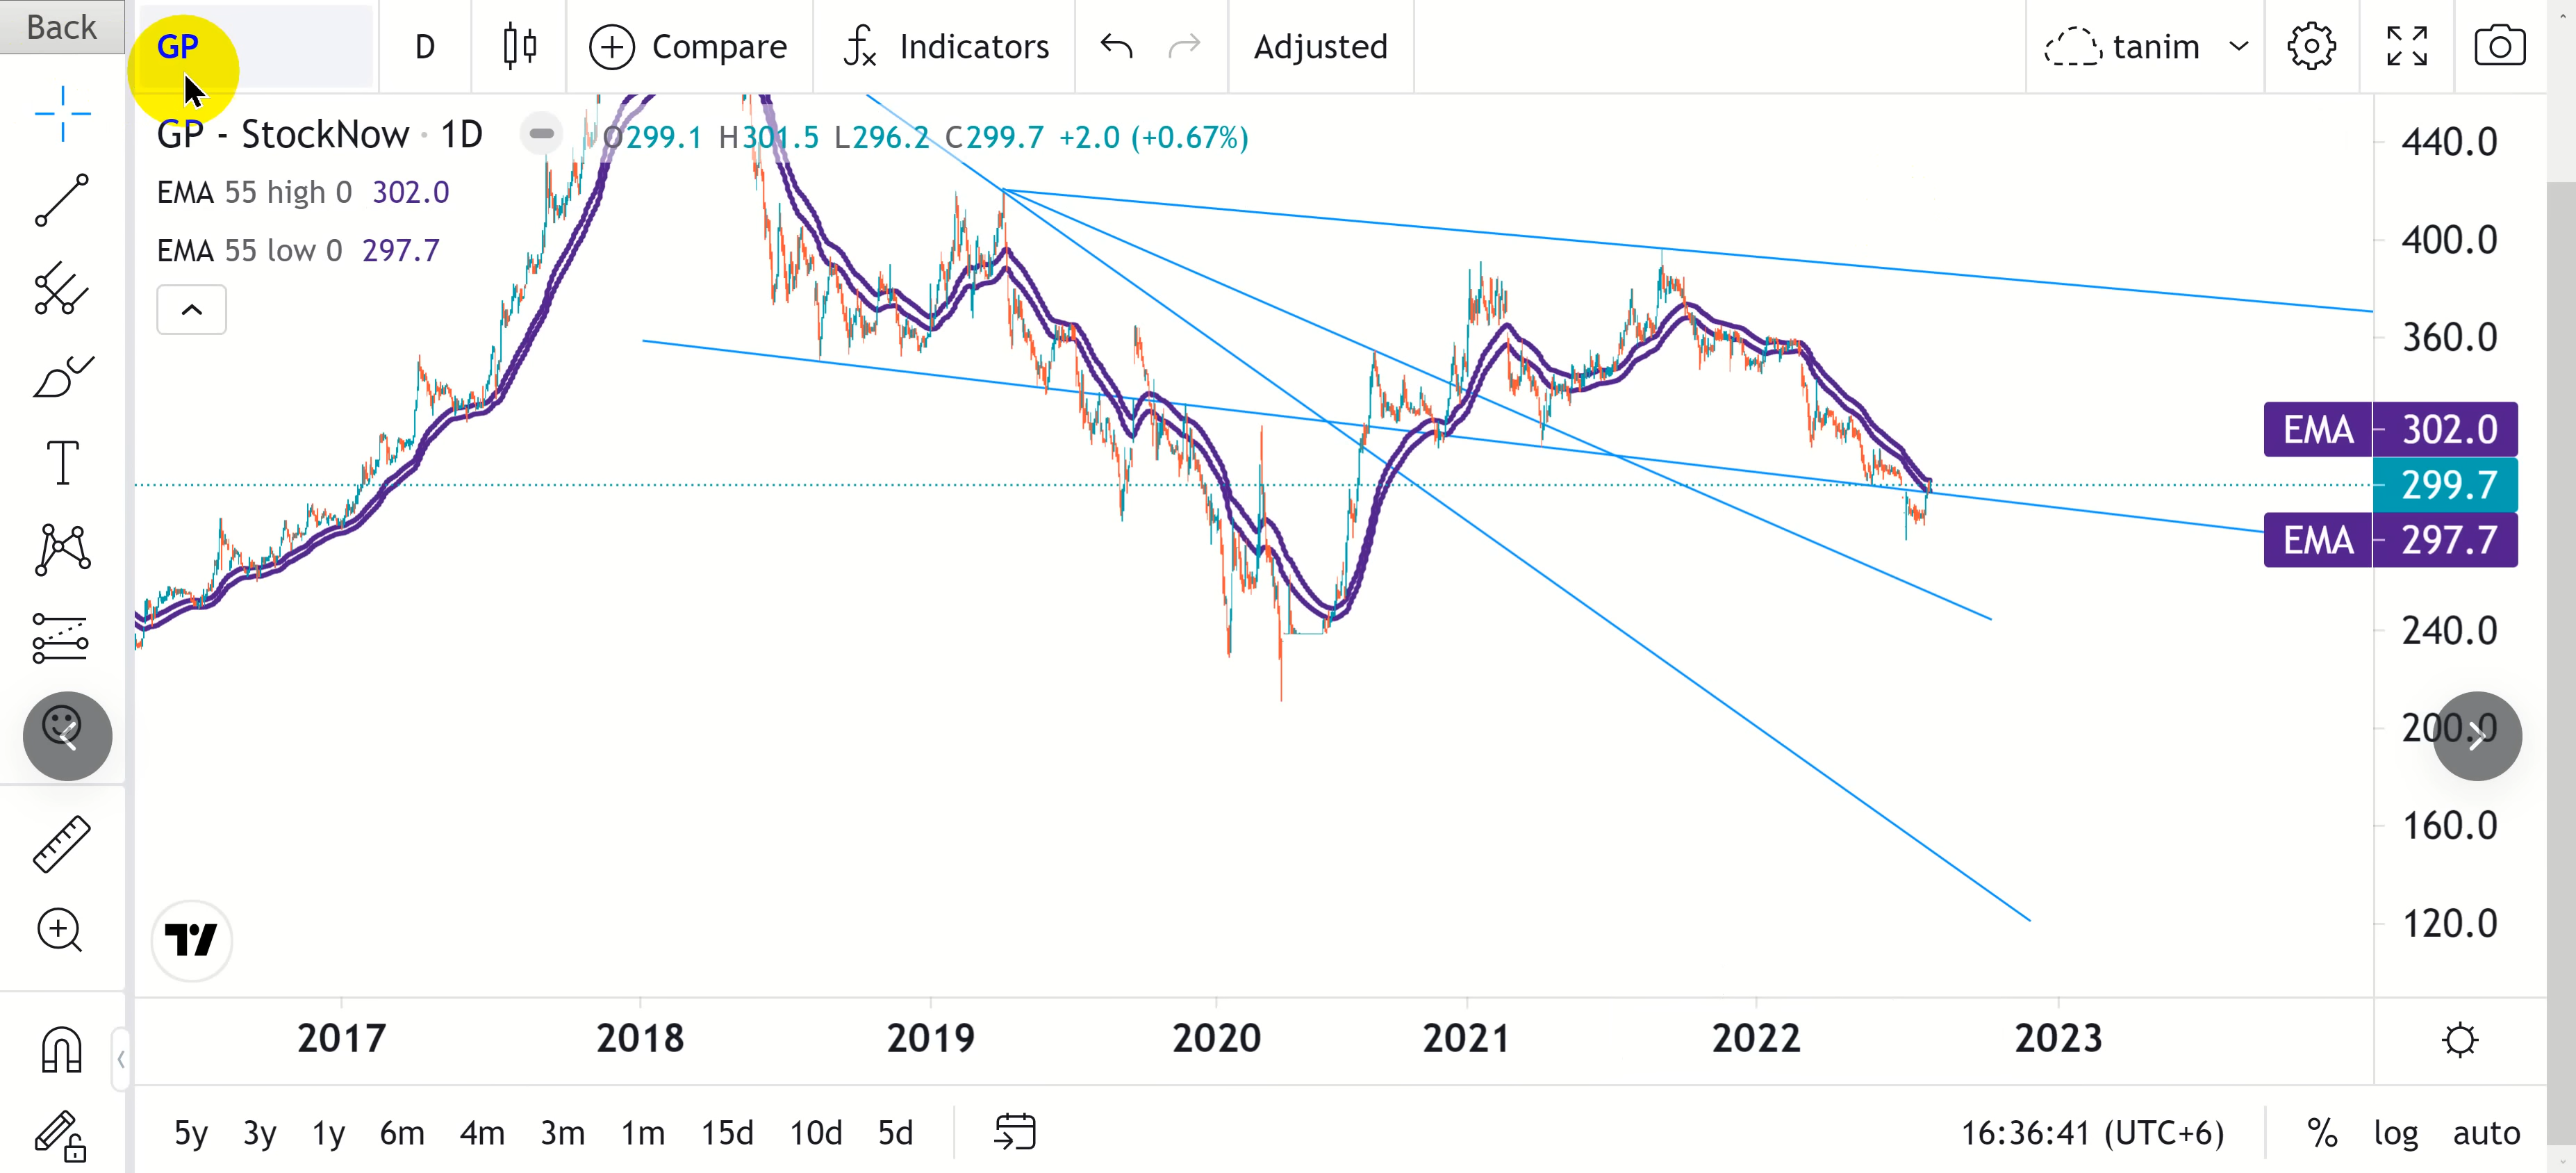 Back
GP
D
Compare
Indicators
Adjusted
tanim
GP - StockNow · 1D
O299.1 H301.5 L296.2 C299.7 +2.0 (+0.67%)
EMA 55 high 0 302.0
EMA 55 low 0 297.7
440.0
400.0
360.0
EMA 302.0
299.7
EMA 297.7
240.0
200.0
160.0
120.0
2017 2018 2019 2020 2021 2022 2023
5y 3y 1y 6m 4m 3m 1m 15d 10d 5d
16:36:41 (UTC+6)
% log auto